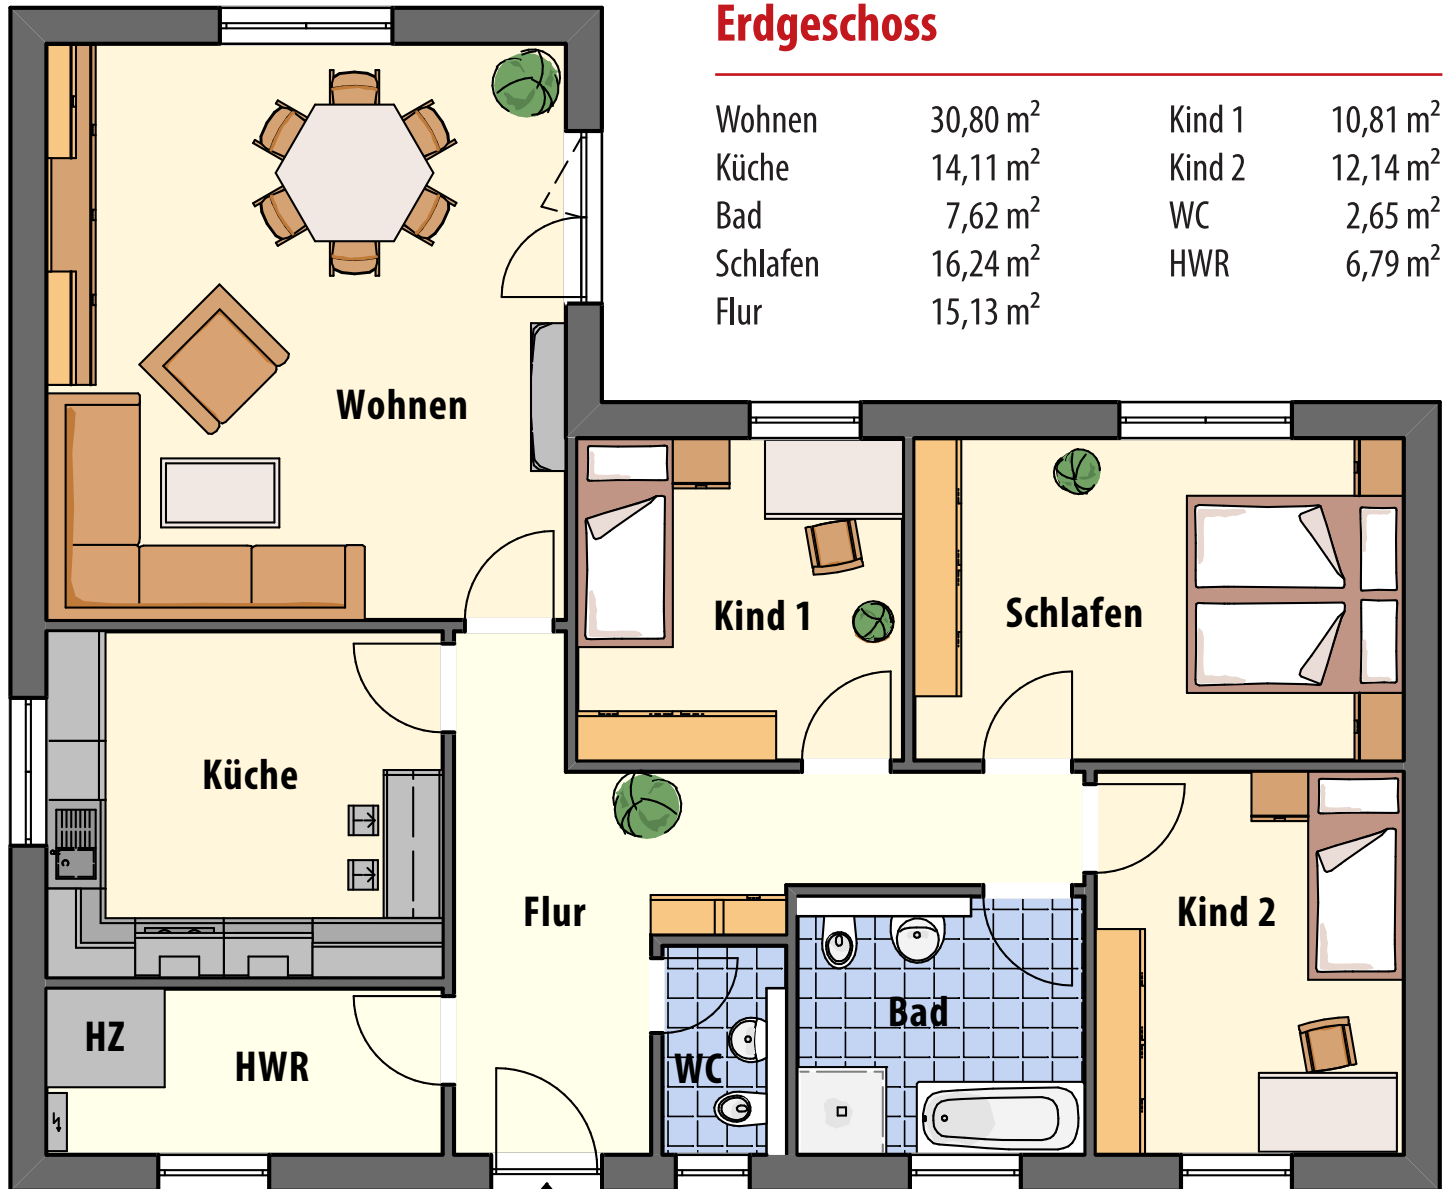 Erdgeschoss
Wohnen 30,80 m² Kind 1 10,81 m²
Küche 14,11 m² Kind 2 12,14 m²
Bad 7,62 m² WC 2,65 m²
Schlafen 16,24 m² HWR 6,79 m²
Flur 15,13 m²
Wohnen
Kind 1
Schlafen
Küche
Flur
Kind 2
Bad
HZ
HWR
WC